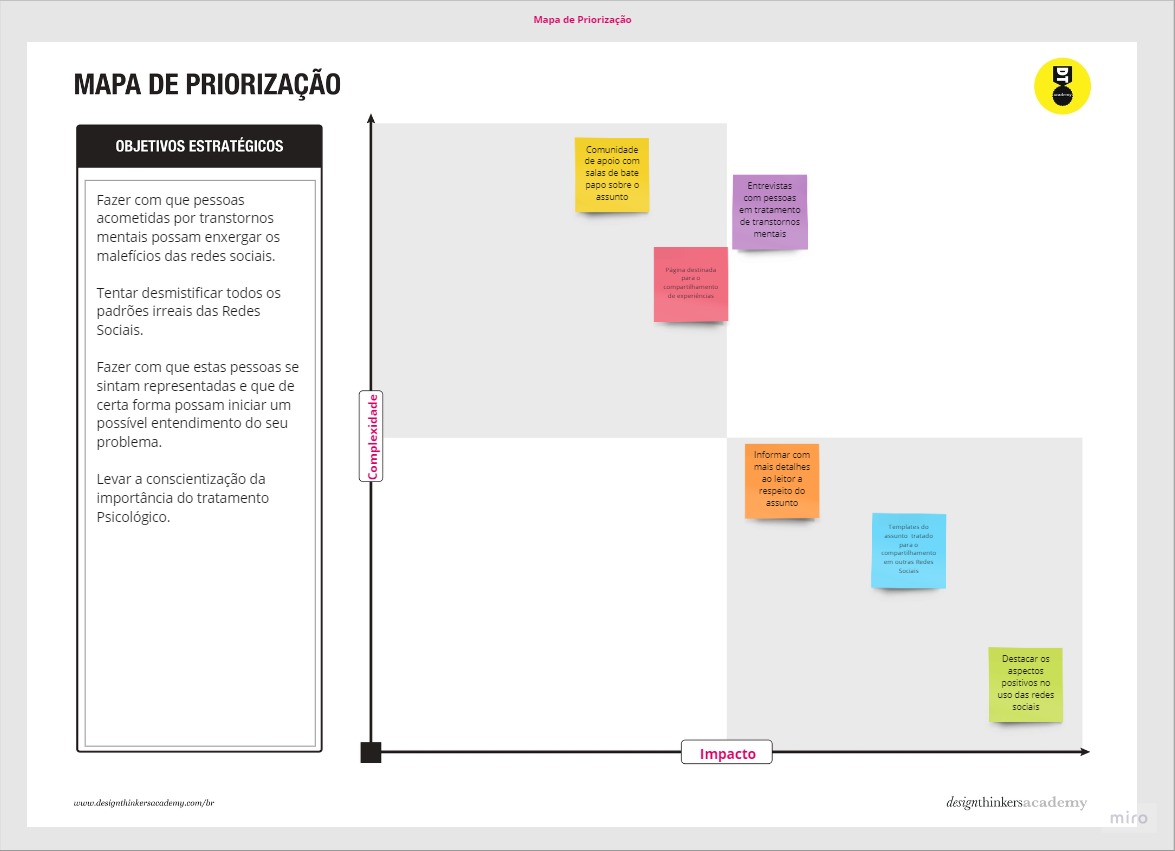 Mapa de Priorização
MAPA DE PRIORIZAÇÃO
DT
academy
OBJETIVOS ESTRATÉGICOS
Fazer com que pessoas
acometidas por transtornos
mentais possam enxergar os
malefícios das redes sociais.
Tentar desmistificar todos os
padrões irreais das Redes
Sociais.
Fazer com que estas pessoas se
sintam representadas e que de
certa forma possam iniciar um
possível entendimento do seu
problema.
Levar a conscientização da
importância do tratamento
Psicológico.
Complexidade
Comunidade
de apoio com
salas de bate
papo sobre o
assunto
Entrevistas
com pessoas
em tratamento
de transtornos
mentais
Página destinada
para o
compartilhamento
de experiências
Informar com
mais detalhes
ao leitor a
respeito do
assunto
Templates do
assunto tratado
para o
compartilhamento
em outras Redes
Sociais
Destacar os
aspectos
positivos no
uso das redes
sociais
Impacto
www.designthinkersacademy.com/br
designthinkersacademy
miro